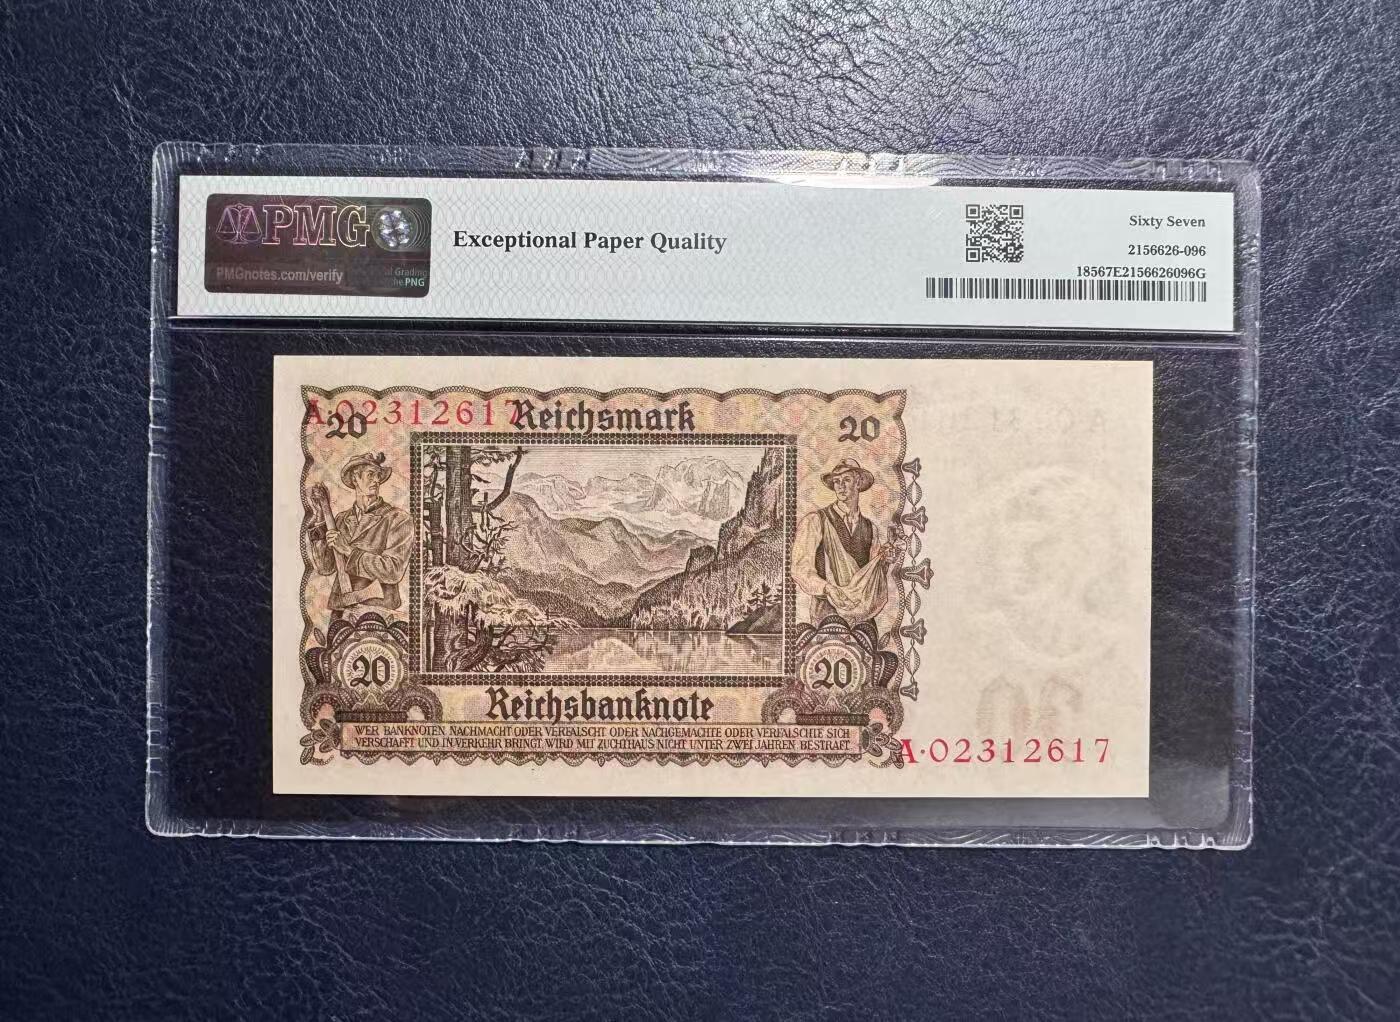 PMG
PMGnotes.com/verify
PNG
Exceptional Paper Quality
Sixty Seven
2156626-096
18567E2156626096G
A·02312617
20 Reichsmark 20
20 20
Reichsbanknote
WER BANKNOTEN NACHMACHT ODER VERFÄLSCHT ODER NACHGEMACHTE ODER VERFÄLSCHTE SICH
VERSCHAFFT UND IN VERKEHR BRINGT, WIRD MIT ZUCHTHAUS NICHT UNTER ZWEI JAHREN BESTRAFT.
A·02312617